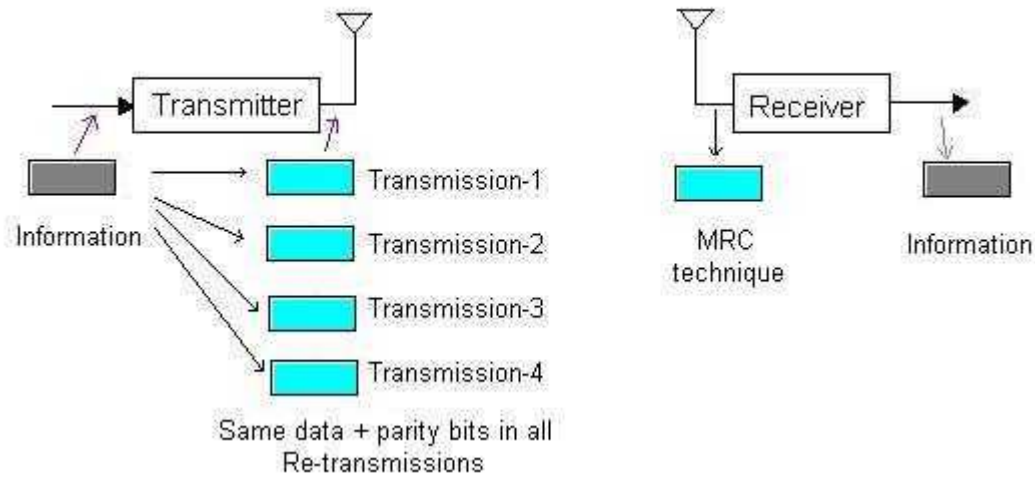 Transmitter
Receiver
Information
Transmission-1
Transmission-2
Transmission-3
Transmission-4
Same data + parity bits in all
Re-transmissions
MRC
technique
Information